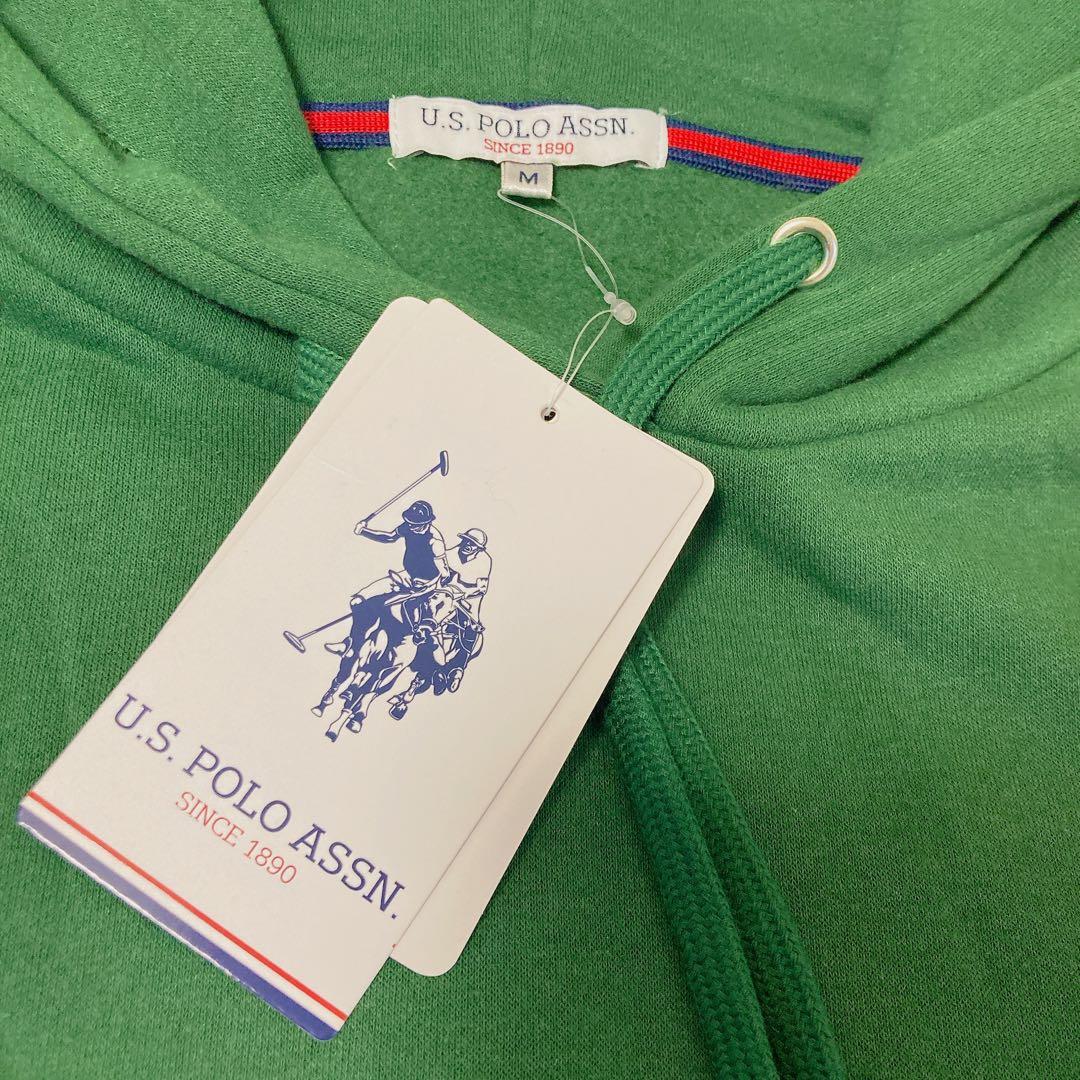 U.S. POLO ASSN.
SINCE 1890
M
U.S. POLO ASSN.
SINCE 1890